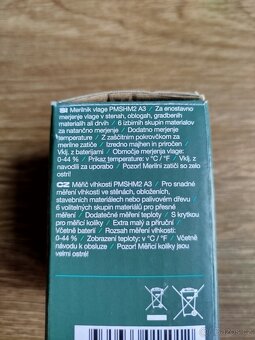 SI Merilnik vlage PMSHM2 A3 / Za enostavno
merjenje vlage v stenah, oblogah, gradbenih
materialih ali drvih / 6 izbirnih skupin materialov
za natančno merjenje / Dodatno merjenje
temperature / Z zaščitnim pokrovčkom za
merilne zatiče / Izredno majhen in priročen /
Vklj. z baterijami / Območje merjenja vlage:
0-44 % / Prikaz temperature: v °C / °F / Vklj.
z navodili za uporabo / Pozor! Merilni zatiči so zelo
ostri!
CZ Měřič vlhkosti PMSHM2 A3 / Pro snadné
měření vlhkosti ve stěnách, obloženích,
stavebních materiálech nebo palivovém dřevu
6 volitelných skupin materiálů pro přesné
měření / Dodatečné měření teploty / S krytkou
pro měřicí kolíky / Extra malý a příruční /
Včetně baterií / Rozsah měření vlhkosti:
0–44 % / Zobrazení teploty: v °C / °F / Včetně
návodu k obsluze / Pozor! Měřicí kolíky jsou
velmi ostré!